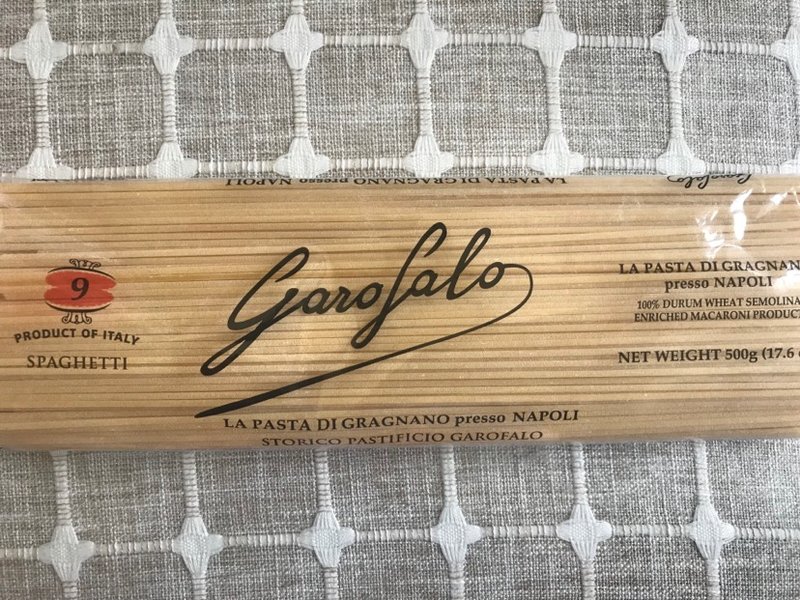 LA PASTA DI GRAGNANO presso NAPOLI
Garofalo
9
PRODUCT OF ITALY
SPAGHETTI
Garofalo
LA PASTA DI GRAGNANO presso NAPOLI
STORICO PASTIFICIO GAROFALO
LA PASTA DI GRAGNAN
presso NAPOLI
100% DURUM WHEAT SEMOLINA
ENRICHED MACARONI PRODUCT
NET WEIGHT 500g (17.6